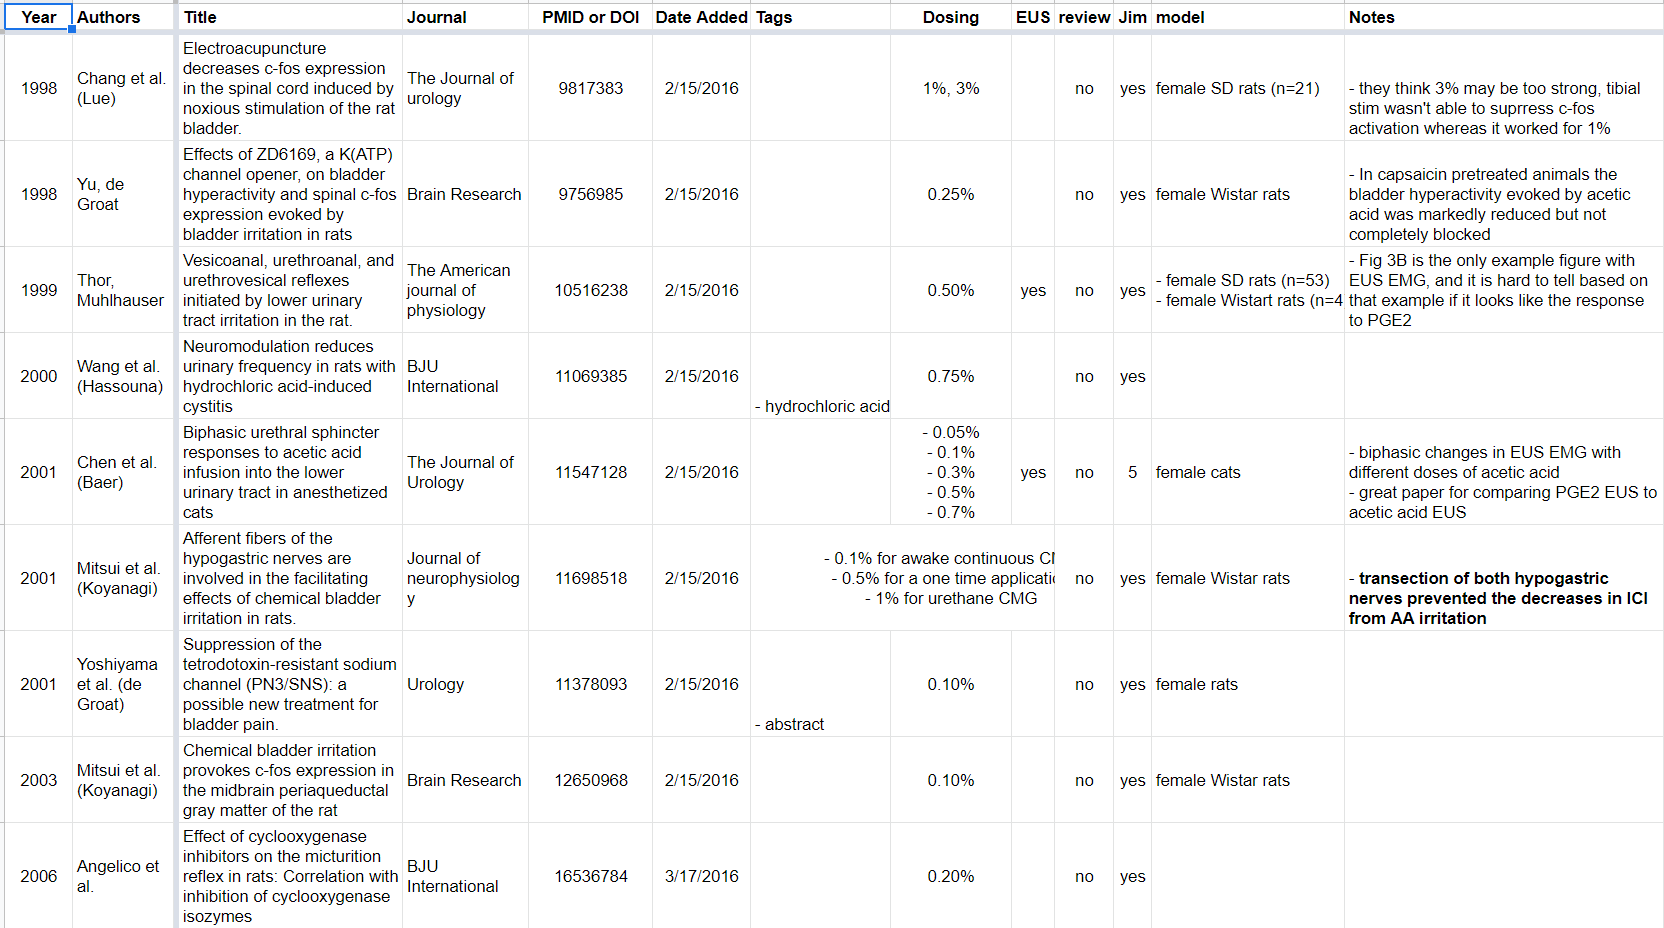 Year Authors Title Journal PMID or DOI Date Added Tags Dosing EUS review Jim model Notes
1998
Chang et al.
(Lue)
Electroacupuncture
decreases c-fos expression
in the spinal cord induced by
noxious stimulation of the rat
bladder.
The Journal of
urology
9817383
2/15/2016
1%, 3%
no
yes
female SD rats (n=21)
- they think 3% may be too strong, tibial
stim wasn't able to suprress c-fos
activation whereas it worked for 1%
1998
Yu, de
Groat
Effects of ZD6169, a K(ATP)
channel opener, on bladder
hyperactivity and spinal c-fos
expression evoked by
bladder irritation in rats
Brain Research
9756985
2/15/2016
0.25%
no
yes
female Wistar rats
- In capsaicin pretreated animals the
bladder hyperactivity evoked by acetic
acid was markedly reduced but not
completely blocked
1999
Thor,
Muhlhauser
Vesicoanal, urethroanal, and
urethrovesical reflexes
initiated by lower urinary
tract irritation in the rat.
The American
journal of
physiology
10516238
2/15/2016
0.50%
yes
no
yes
- female SD rats (n=53)
- female Wistart rats (n=4
- Fig 3B is the only example figure with
EUS EMG, and it is hard to tell based on
that example if it looks like the response
to PGE2
2000
Wang et al.
(Hassouna)
Neuromodulation reduces
urinary frequency in rats with
hydrochloric acid-induced
cystitis
BJU
International
11069385
2/15/2016
- hydrochloric acid
0.75%
no
yes
2001
Chen et al.
(Baer)
Biphasic urethral sphincter
responses to acetic acid
infusion into the lower
urinary tract in anesthetized
cats
The Journal of
Urology
11547128
2/15/2016
- 0.05%
- 0.1%
- 0.3%
- 0.5%
- 0.7%
yes
no
5
female cats
- biphasic changes in EUS EMG with
different doses of acetic acid
- great paper for comparing PGE2 EUS to
acetic acid EUS
2001
Mitsui et al.
(Koyanagi)
Afferent fibers of the
hypogastric nerves are
involved in the facilitating
effects of chemical bladder
irritation in rats.
Journal of
neurophysiolog
y
11698518
2/15/2016
- 0.1% for awake continuous
- 0.5% for a one time applicati
- 1% for urethane CMG
no
yes
female Wistar rats
- transection of both hypogastric
nerves prevented the decreases in ICI
from AA irritation
2001
Yoshiyama
et al. (de
Groat)
Suppression of the
tetrodotoxin-resistant sodium
channel (PN3/SNS): a
possible new treatment for
bladder pain.
Urology
11378093
2/15/2016
- abstract
0.10%
no
yes
female rats
2003
Mitsui et al.
(Koyanagi)
Chemical bladder irritation
provokes c-fos expression in
the midbrain periaqueductal
gray matter of the rat
Brain Research
12650968
2/15/2016
0.10%
no
yes
female Wistar rats
2006
Angelico et
al.
Effect of cyclooxygenase
inhibitors on the micturition
reflex in rats: Correlation with
inhibition of cyclooxygenase
isozymes
BJU
International
16536784
3/17/2016
0.20%
no
yes